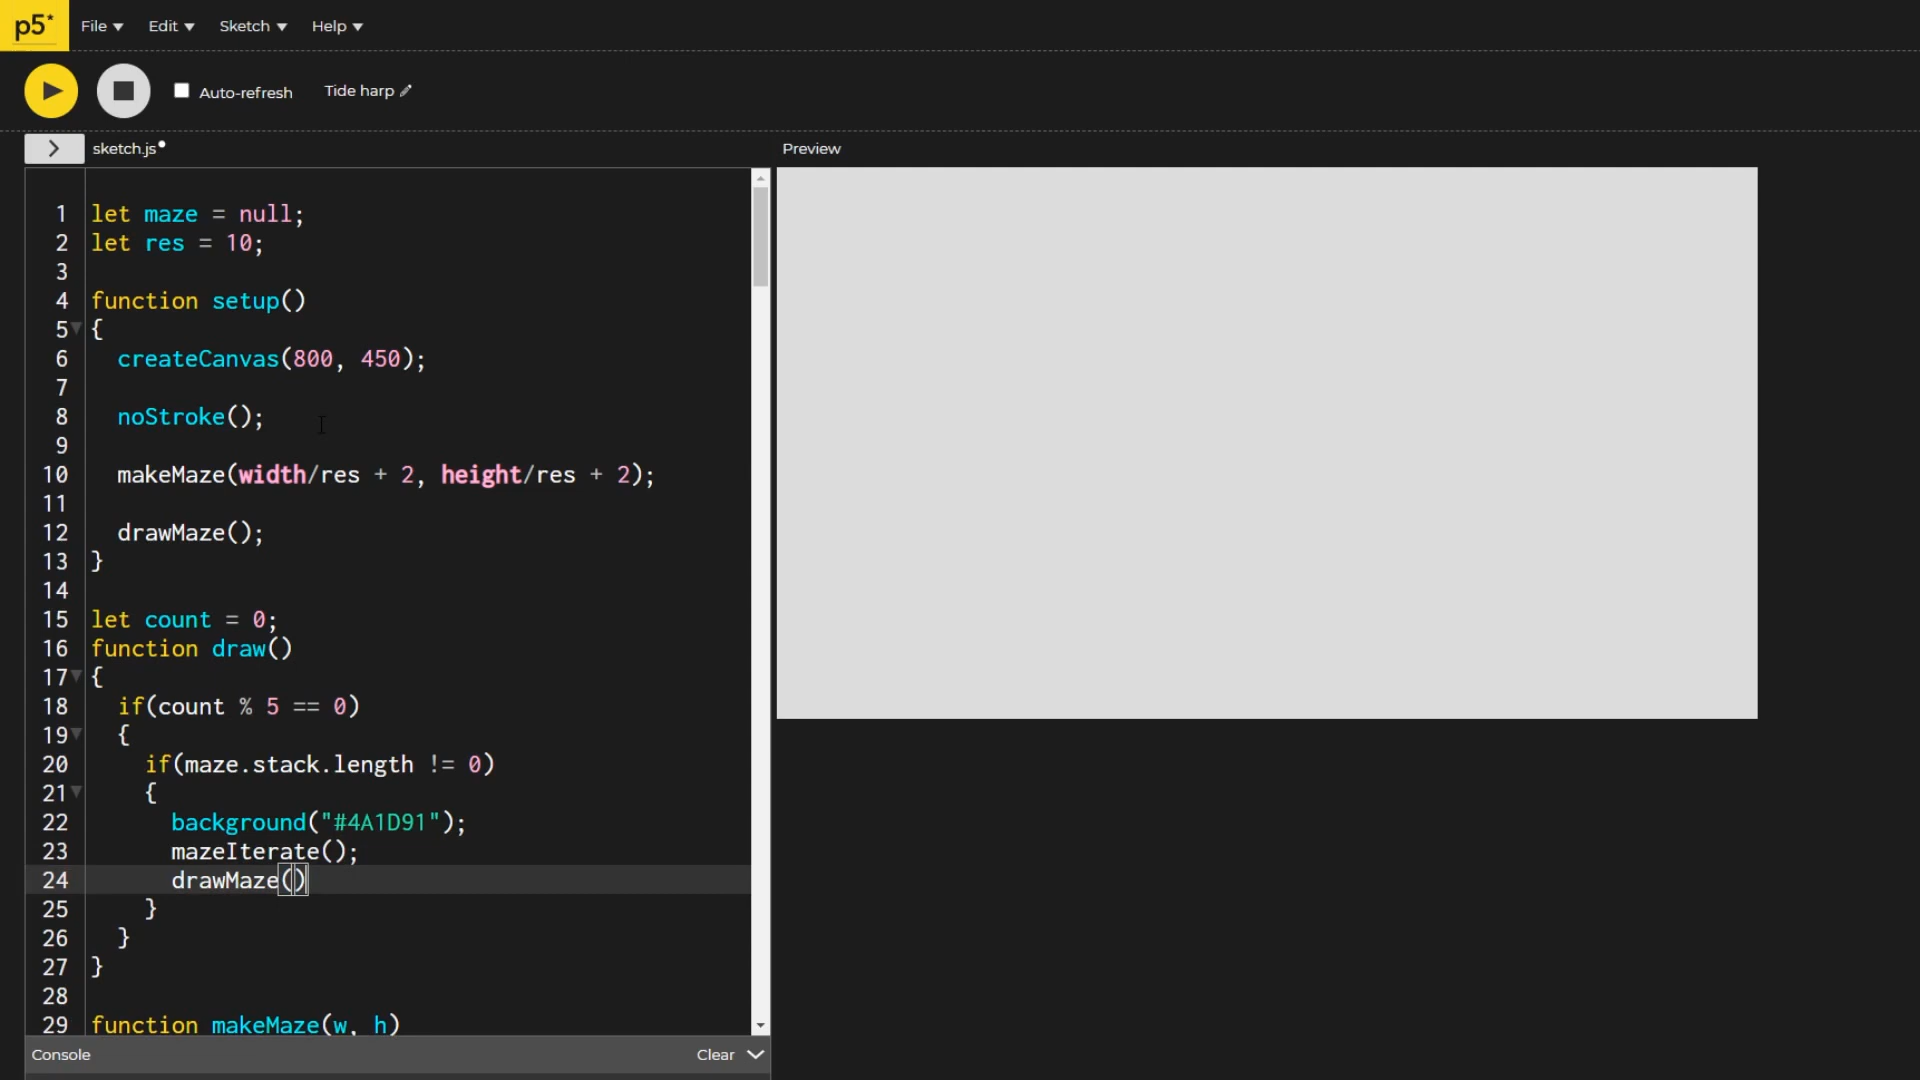 p5* File Edit Sketch Help
Auto-refresh Tide harp
sketch.js
Preview
1 let maze = null;
2 let res = 10;
3
4 function setup()
5 {
6 createCanvas(800, 450);
7
8 noStroke();
9
10 makeMaze(width/res + 2, height/res + 2);
11
12 drawMaze();
13 }
14
15 let count = 0;
16 function draw()
17 {
18 if(count % 5 == 0)
19 {
20 if(maze.stack.length != 0)
21 {
22 background("#4A1D91");
23 mazeIterate();
24 drawMaze()
25 }
26 }
27 }
28
29 function makeMaze(w, h)
Console Clear